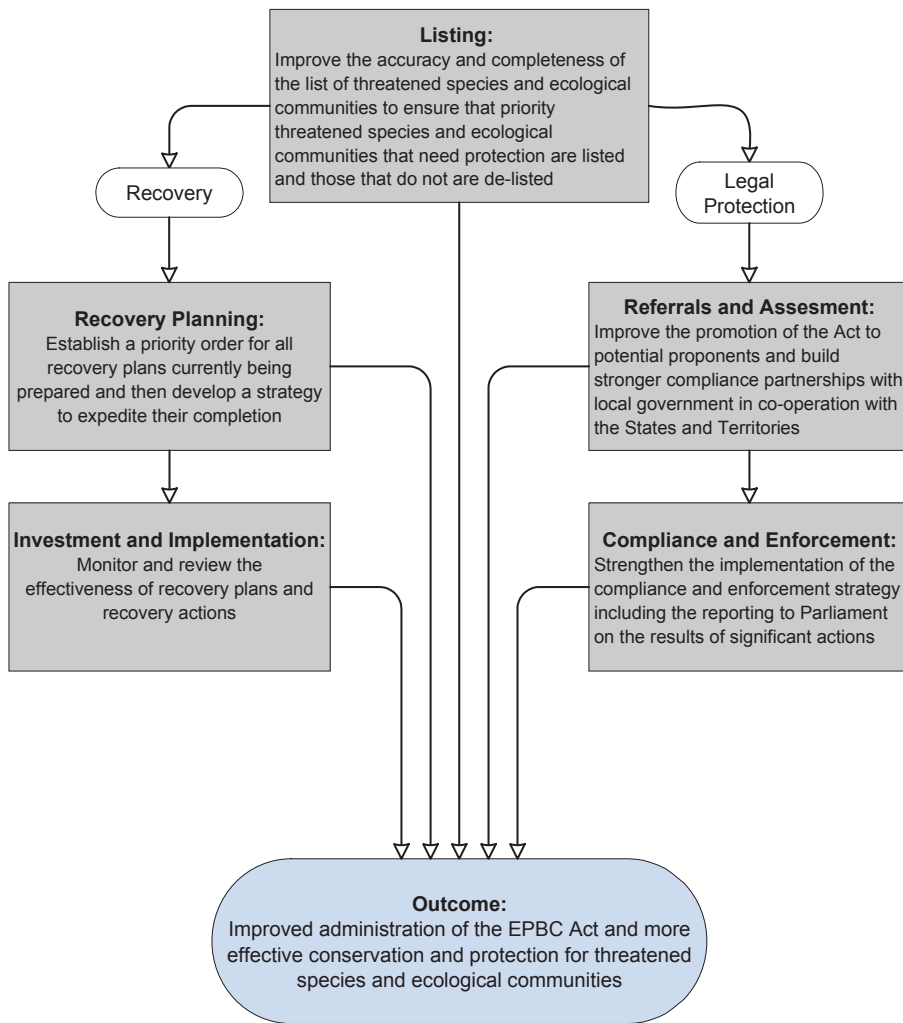 Listing:
Improve the accuracy and completeness of
the list of threatened species and ecological
communities to ensure that priority
threatened species and ecological
communities that need protection are listed
and those that do not are de-listed
Recovery
Legal
Protection
Recovery Planning:
Establish a priority order for all
recovery plans currently being
prepared and then develop a strategy
to expedite their completion
Referrals and Assesment:
Improve the promotion of the Act to
potential proponents and build
stronger compliance partnerships with
local government in co-operation with
the States and Territories
Investment and Implementation:
Monitor and review the
effectiveness of recovery plans and
recovery actions
Compliance and Enforcement:
Strengthen the implementation of the
compliance and enforcement strategy
including the reporting to Parliament
on the results of significant actions
Outcome:
Improved administration of the EPBC Act and more
effective conservation and protection for threatened
species and ecological communities